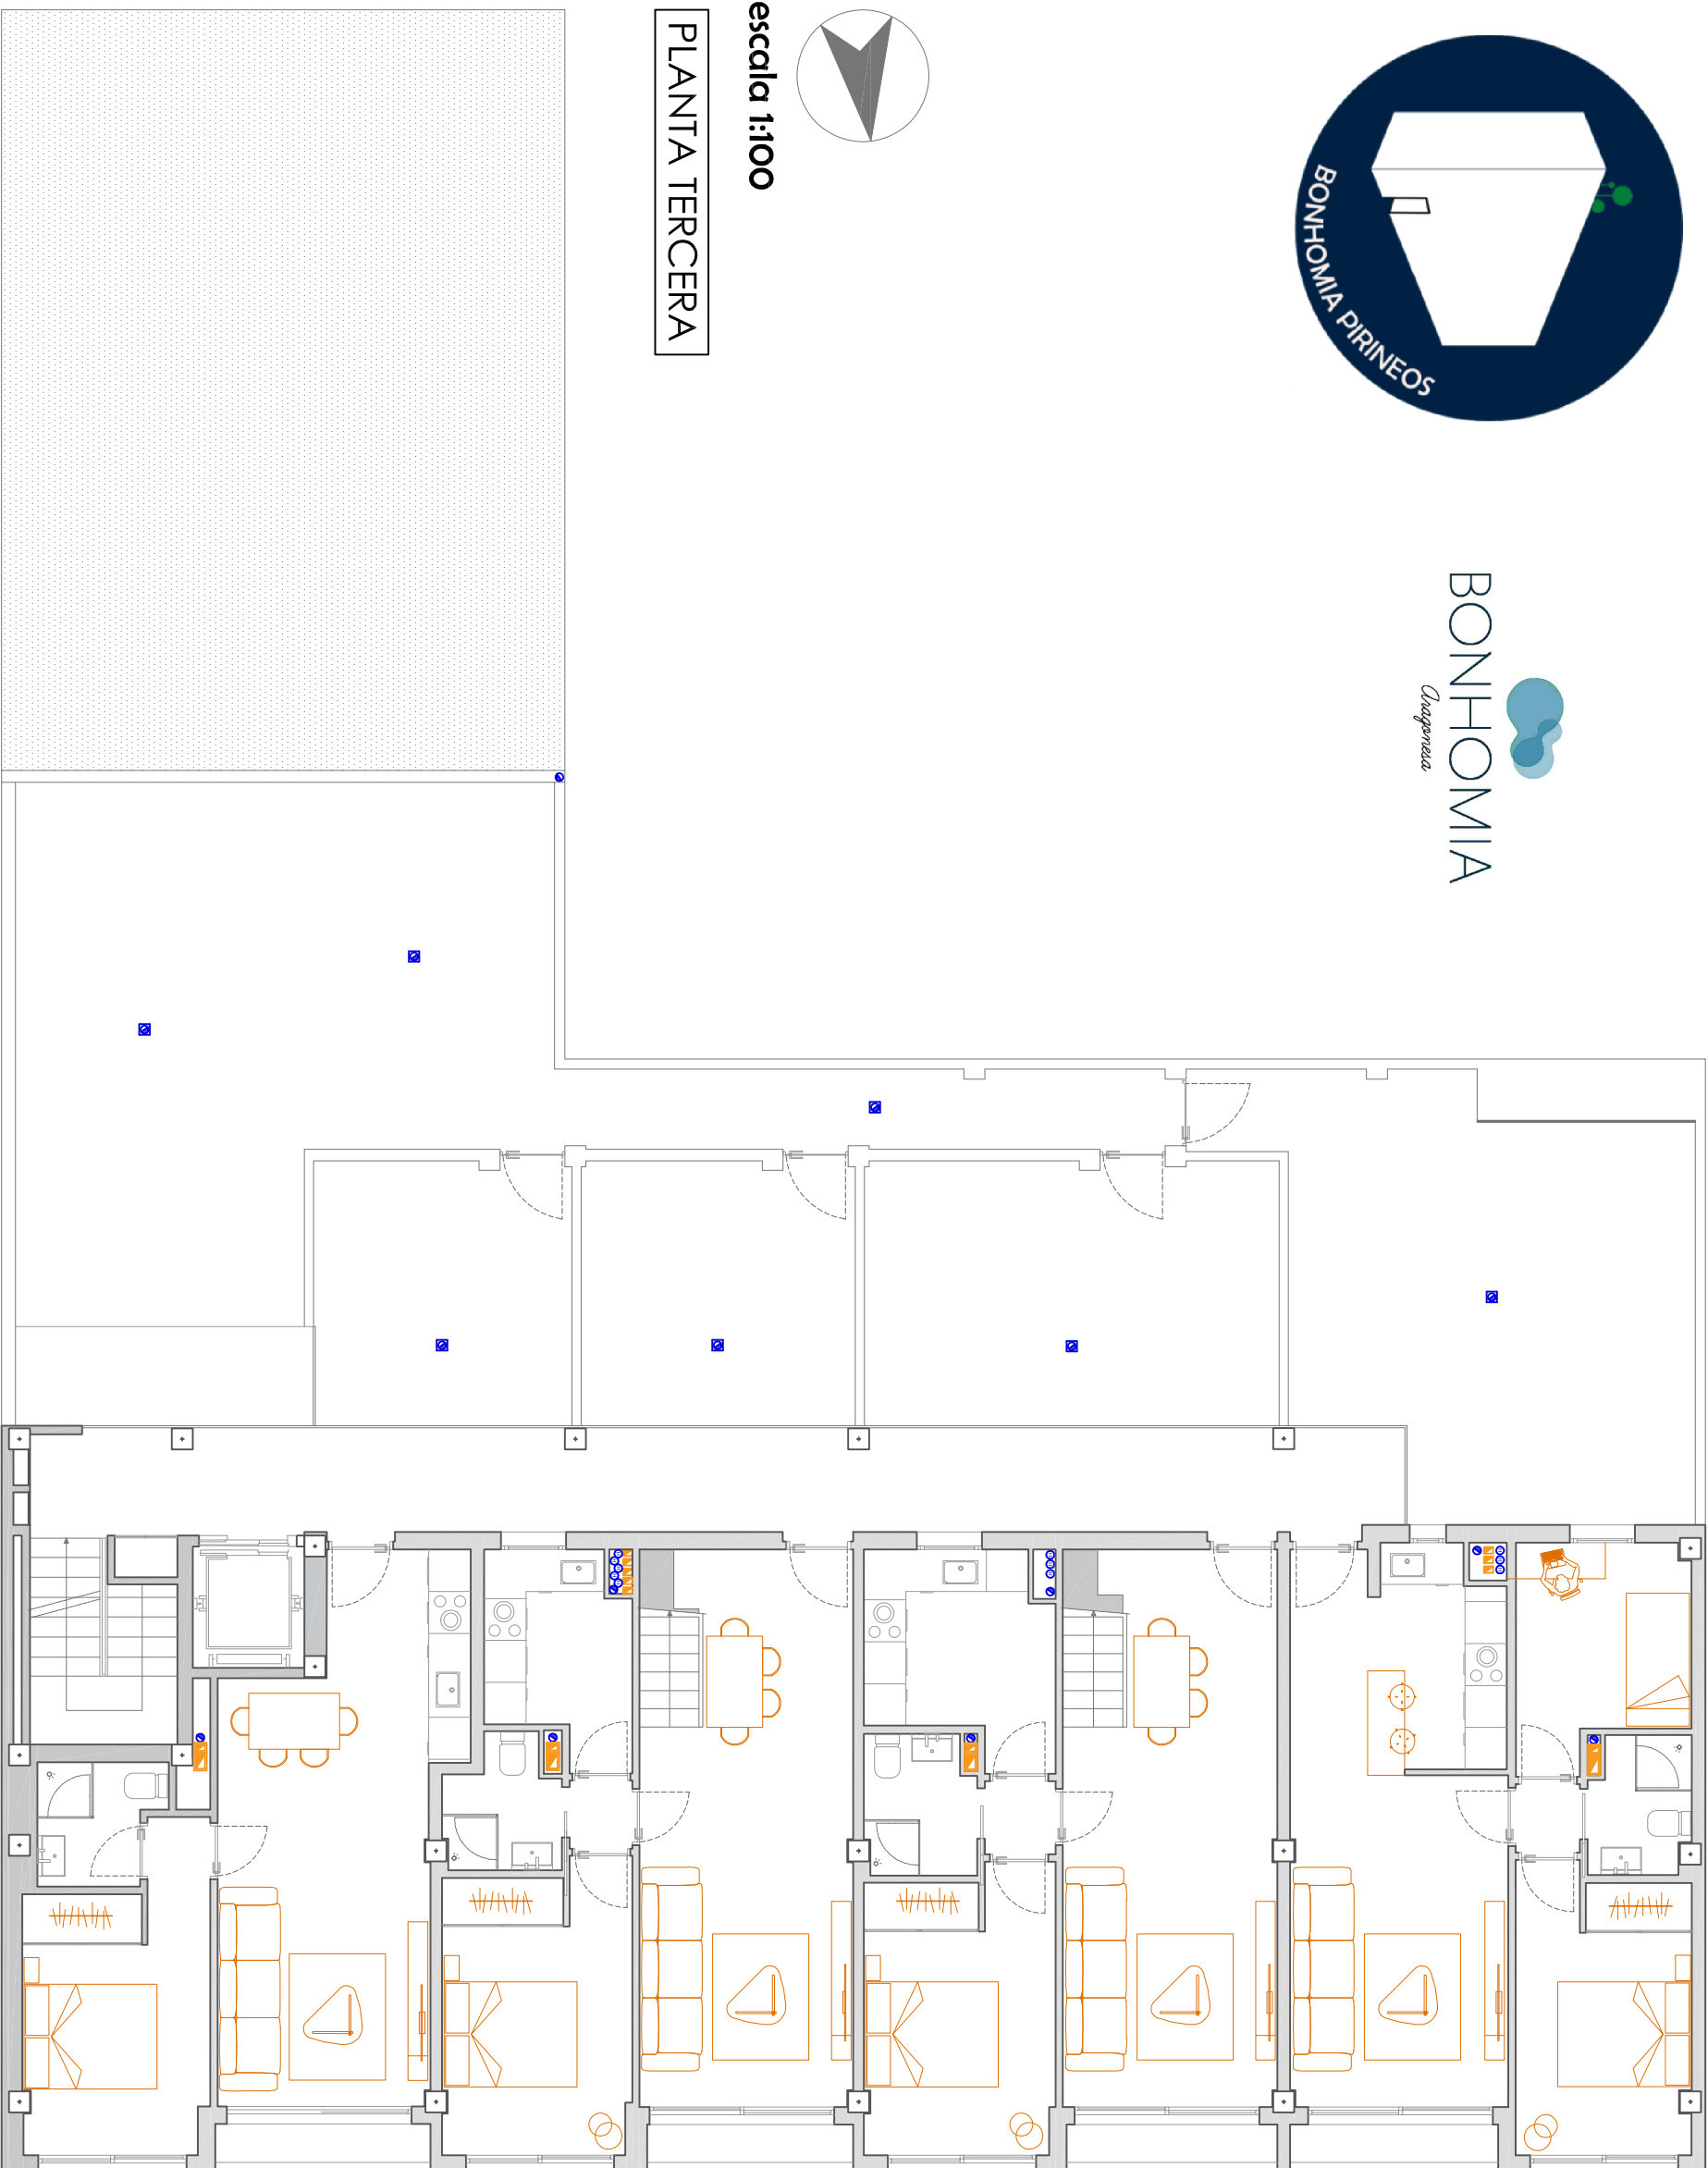 escala 1:100
PLANTA TERCERA
BONHOMIA PIRINEOS
BONHOMIA
Aragonesa